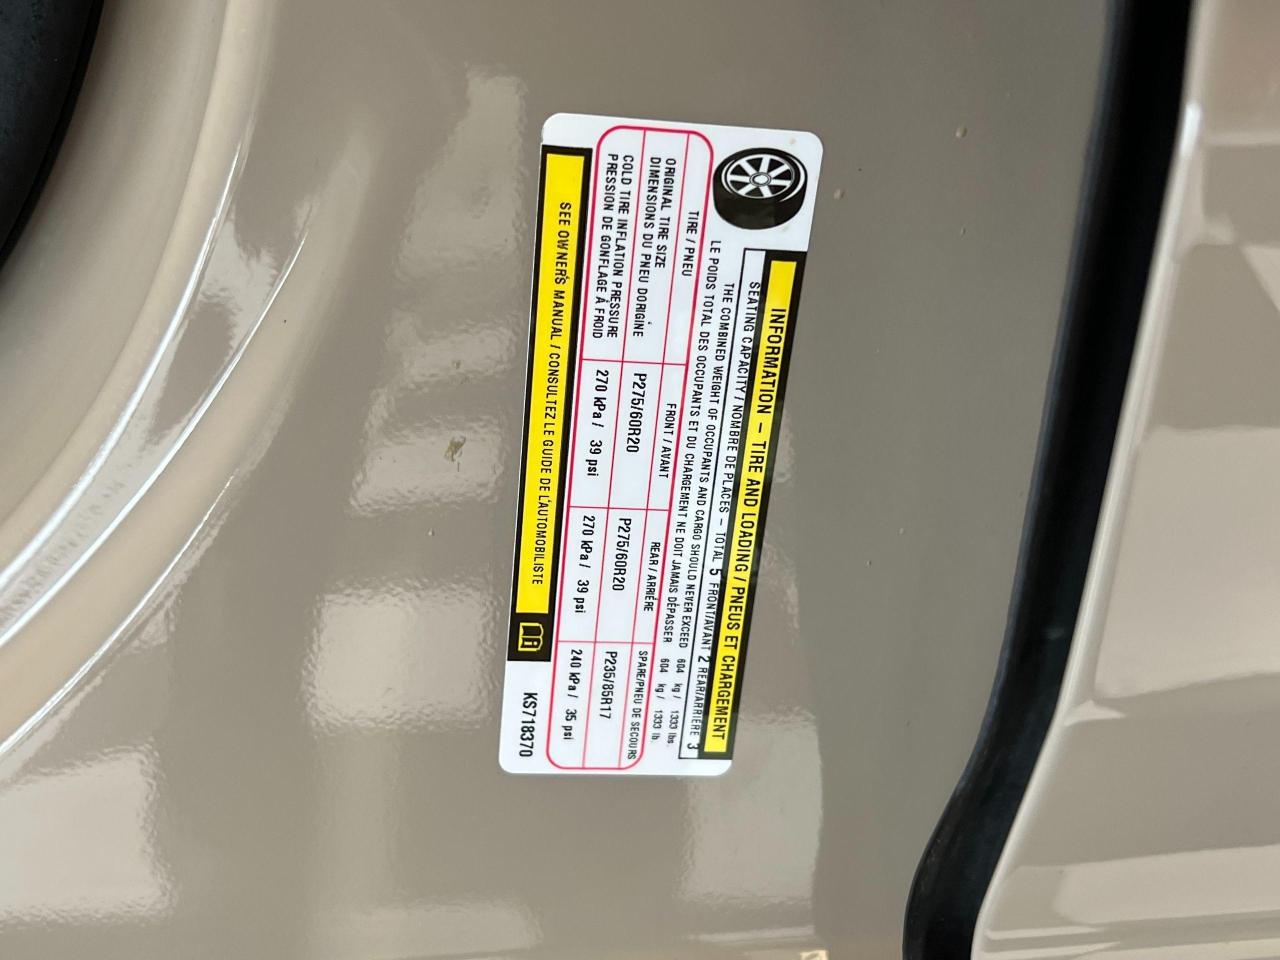 INFORMATION – TIRE AND LOADING / PNEUS ET CHARGEMENT
SEATING CAPACITY / NOMBRE DE PLACES – TOTAL 5 FRONT/AVANT 2 REAR/ARRIÈRE 3
THE COMBINED WEIGHT OF OCCUPANTS AND CARGO SHOULD NEVER EXCEED 604 kg / 1333 lbs.
LE POIDS TOTAL DES OCCUPANTS ET DU CHARGEMENT NE DOIT JAMAIS DÉPASSER 604 kg / 1333 lb.
TIRE / PNEU FRONT / AVANT REAR / ARRIÈRE SPARE/PNEU DE SECOURS
ORIGINAL TIRE SIZE
DIMENSIONS DU PNEU D'ORIGINE P275/60R20 P275/60R20 P235/85R17
COLD TIRE INFLATION PRESSURE
PRESSION DE GONFLAGE À FROID 270 kPa / 39 psi 270 kPa / 39 psi 240 kPa / 35 psi
SEE OWNER'S MANUAL / CONSULTEZ LE GUIDE DE L'AUTOMOBILISTE
KS718370